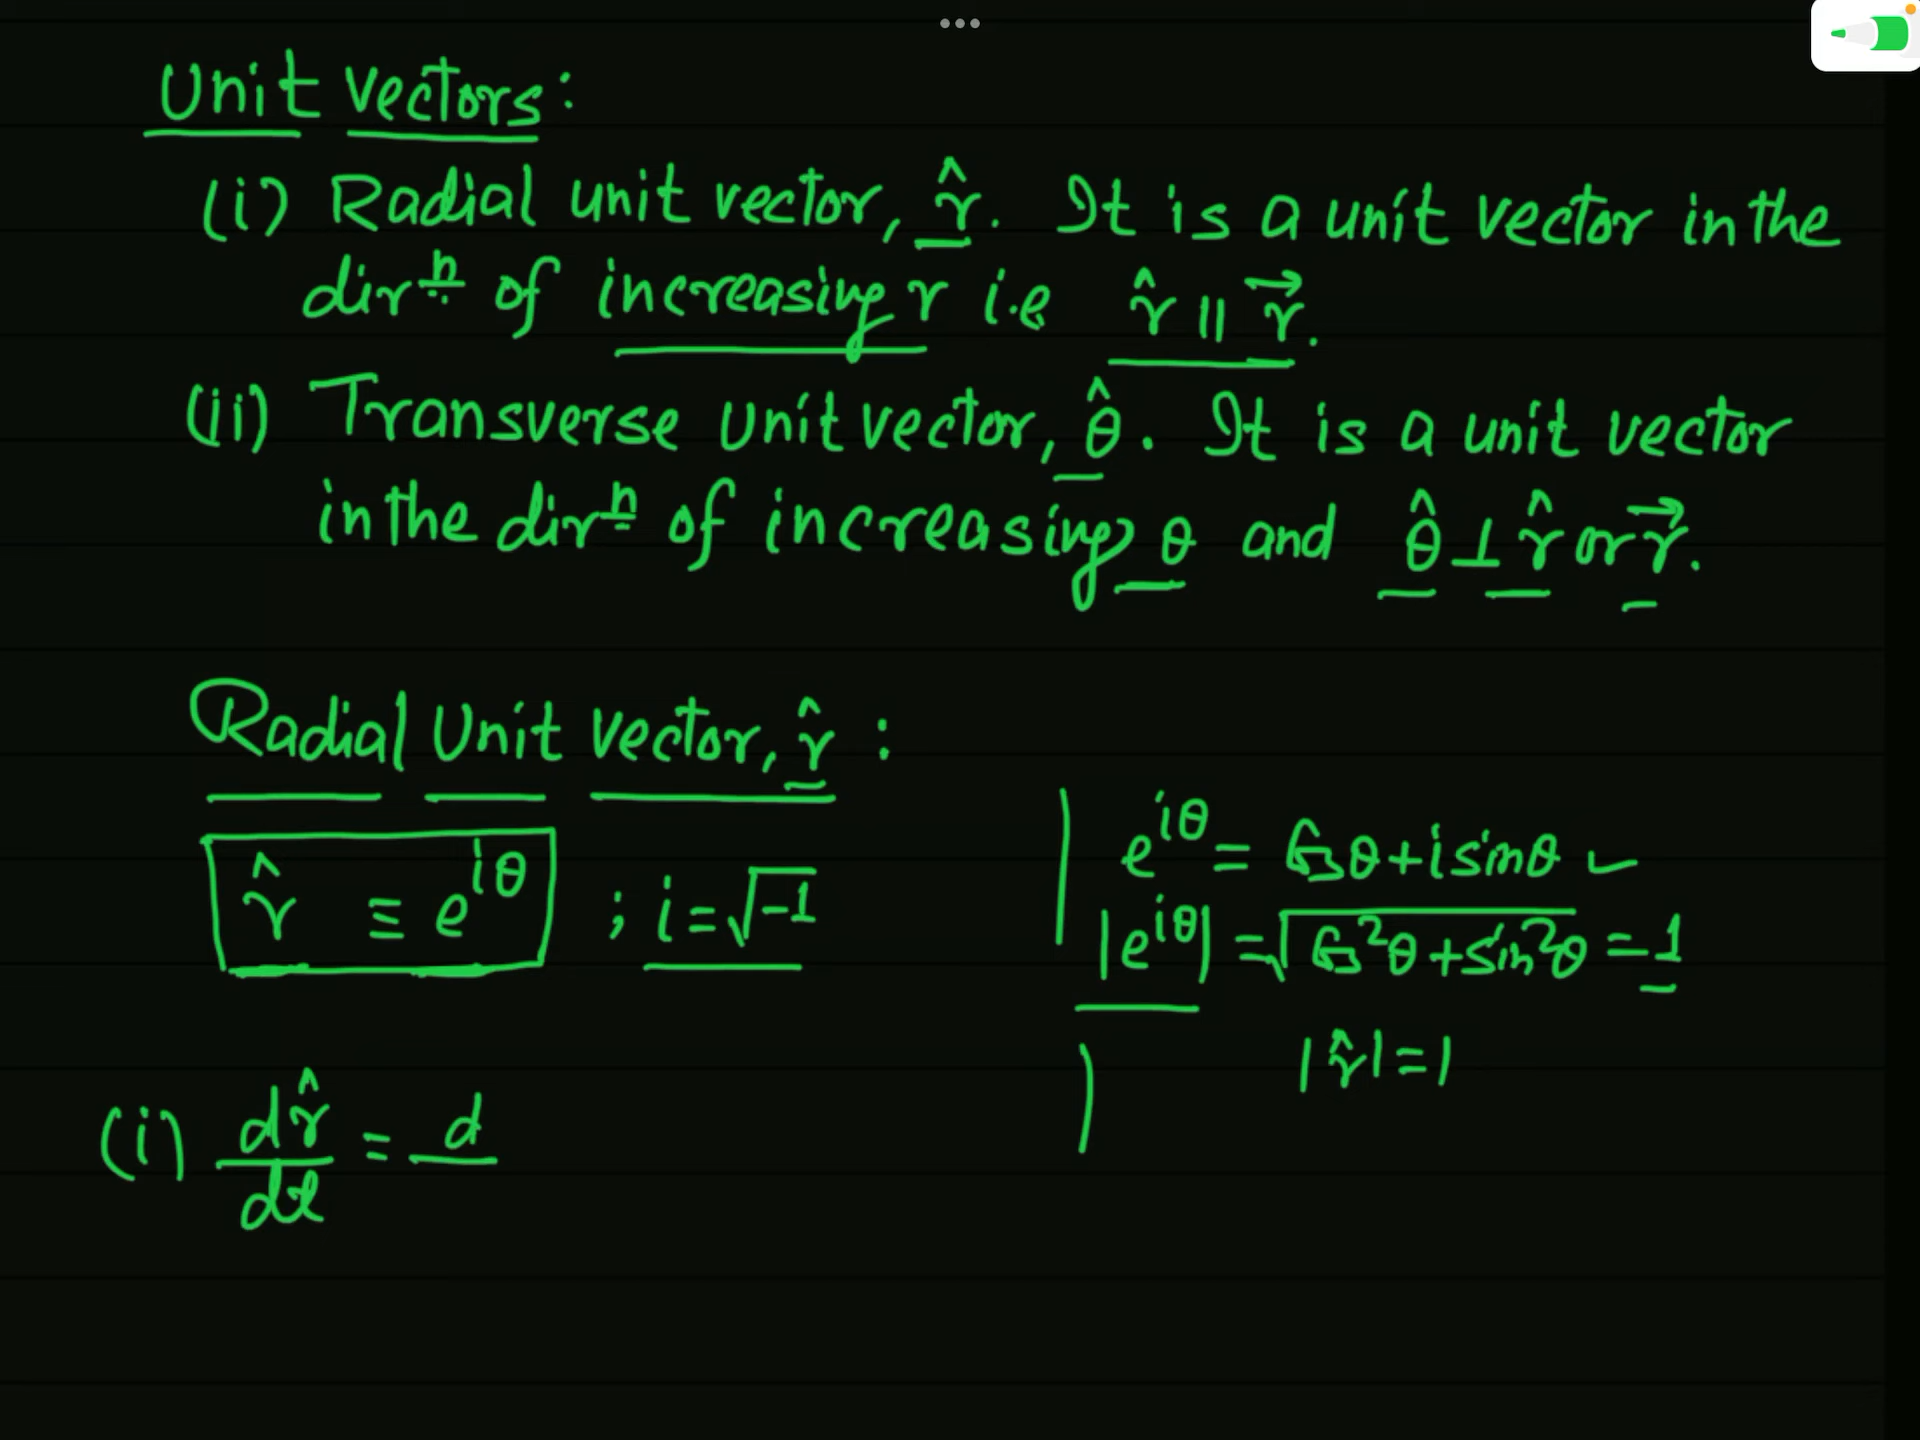 Unit vectors:
(i) Radial unit vector, r̂. It is a unit vector in the
dirⁿ of increasing r i.e r̂ || r⃗.
(ii) Transverse unit vector, θ̂. It is a unit vector
in the dirⁿ of increasing θ and θ̂ ⊥ r̂ or r⃗.
Radial Unit vector, r̂ :
r̂ ≡ e^{iθ} ; i = √-1
e^{iθ} = Cosθ + i sinθ ✓
|e^{iθ}| = √(Cos²θ + sin²θ) = 1
|r̂| = 1
(i) dr̂/dt = d